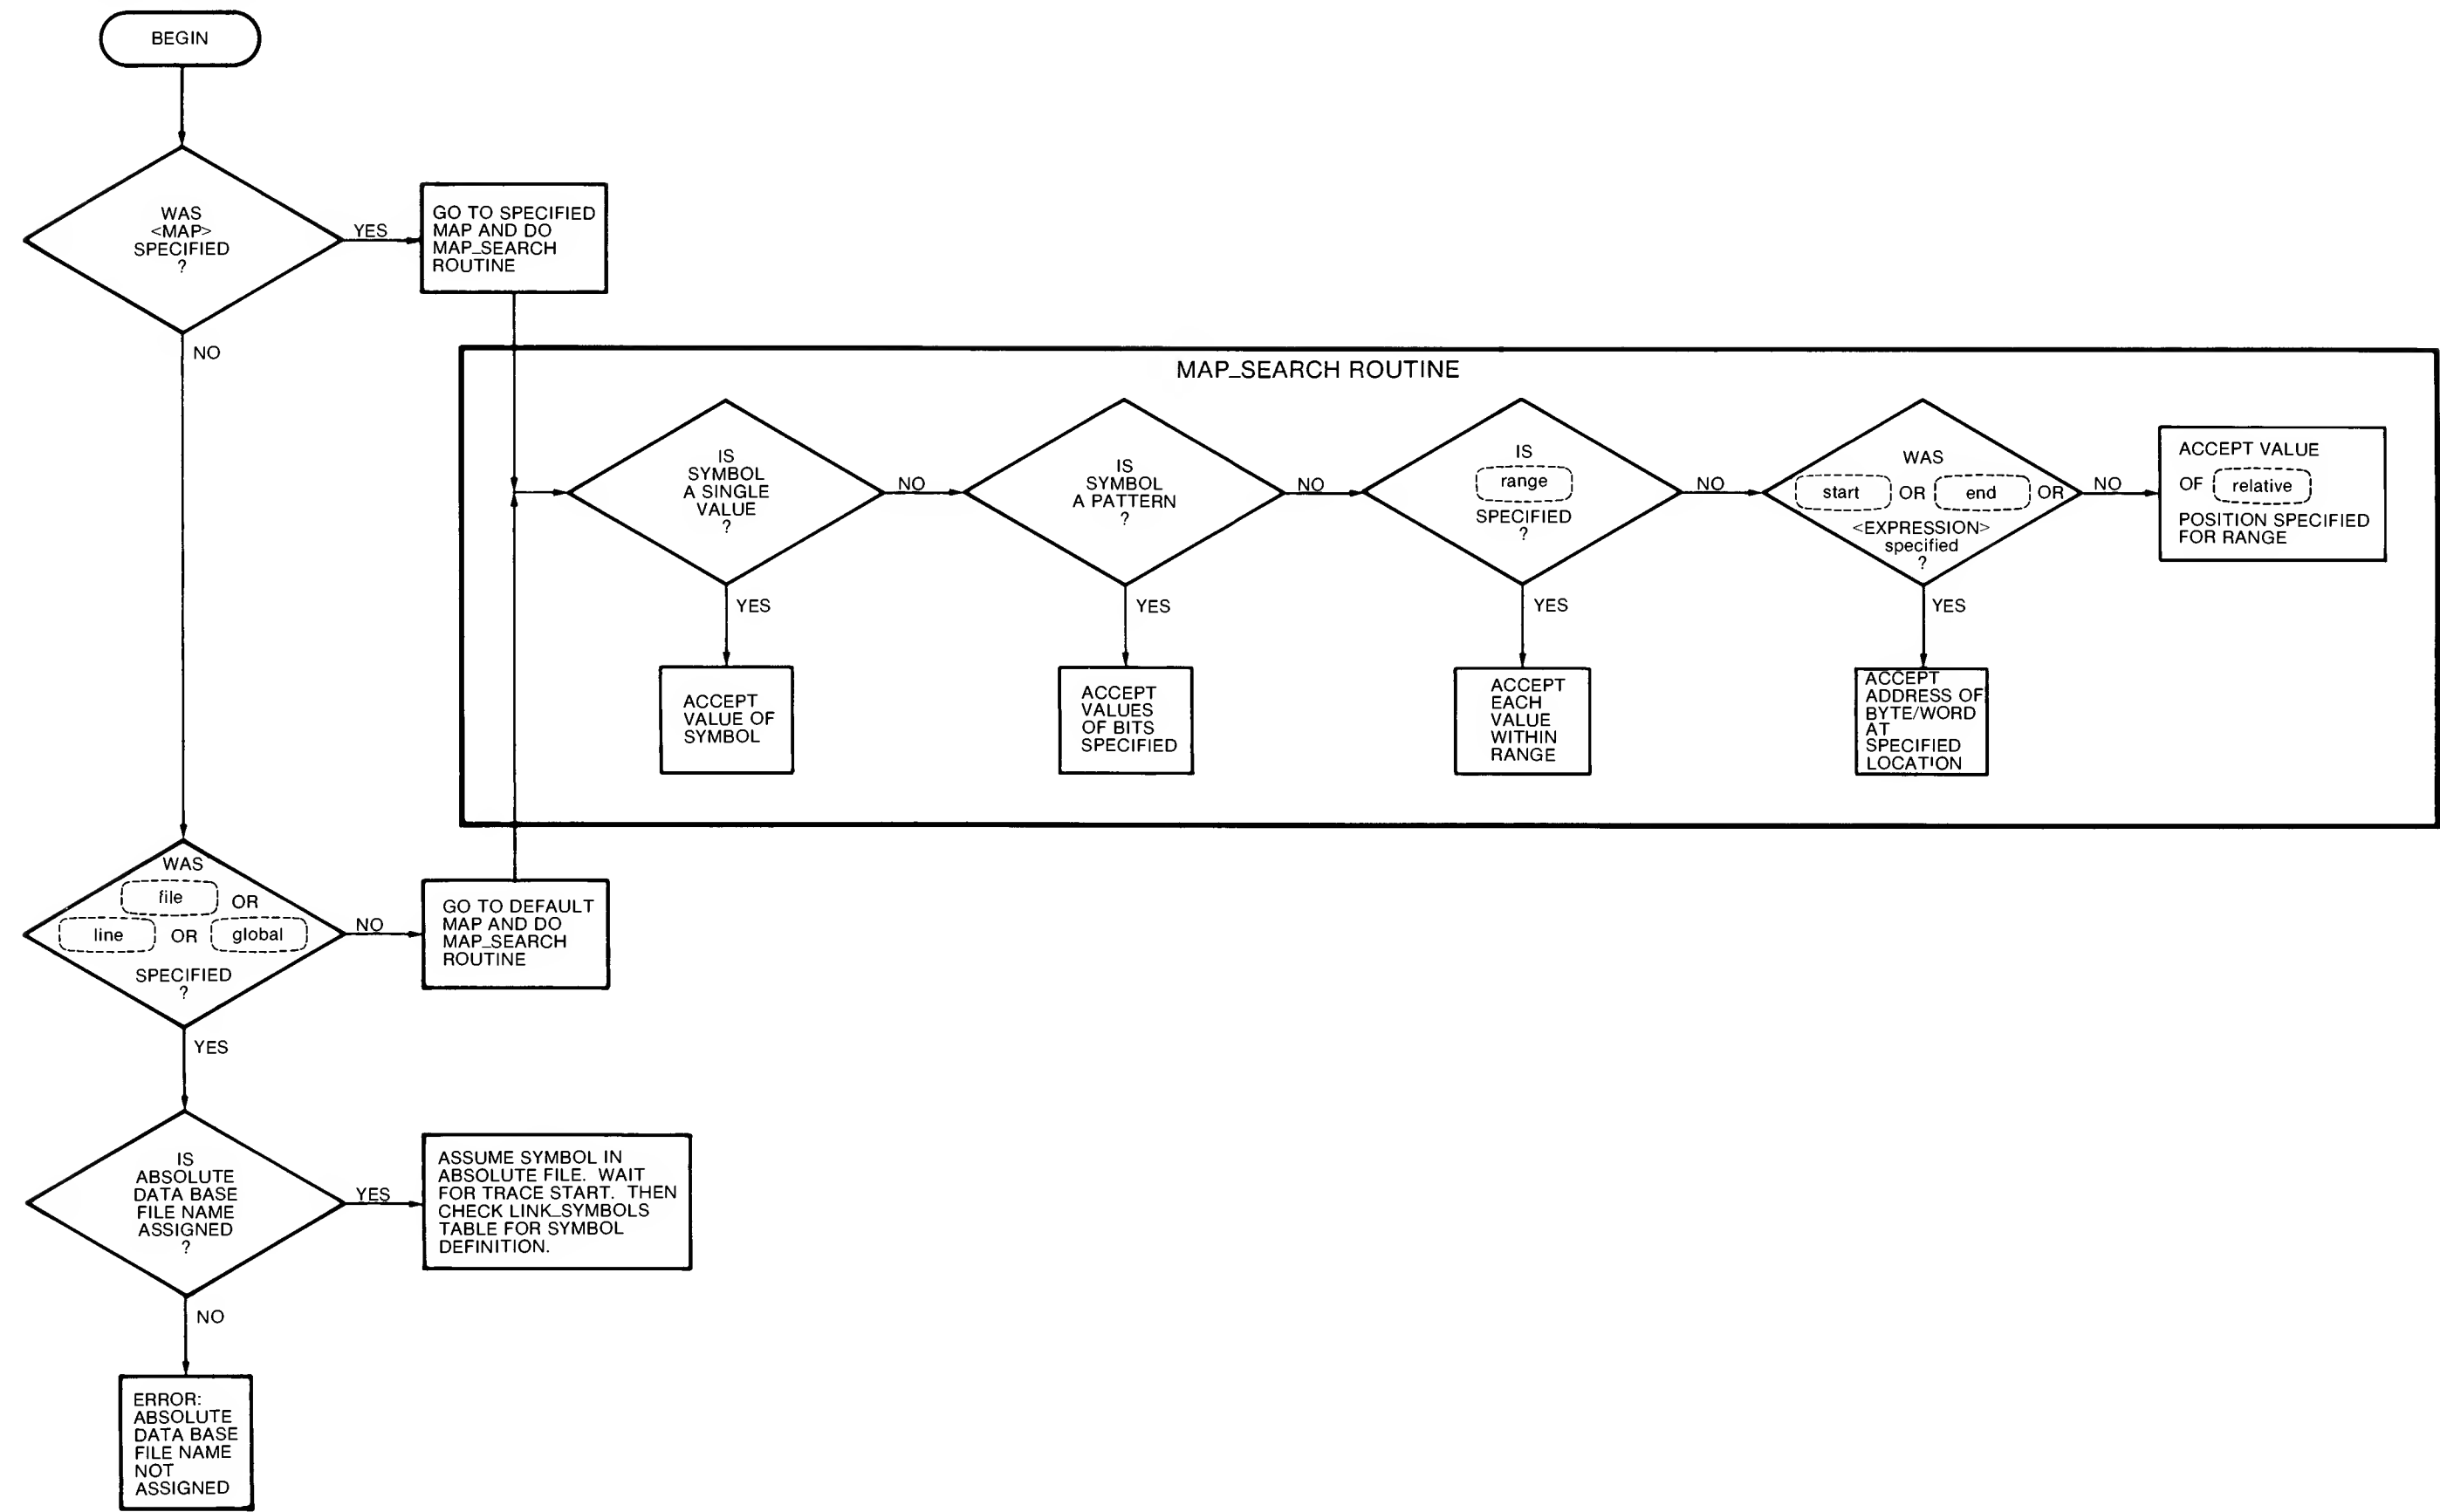 BEGIN
WAS
<MAP>
SPECIFIED
?
YES
GO TO SPECIFIED
MAP AND DO
MAP_SEARCH
ROUTINE
NO
MAP_SEARCH ROUTINE
IS
SYMBOL
A SINGLE
VALUE
?
NO
YES
ACCEPT
VALUE OF
SYMBOL
IS
SYMBOL
A PATTERN
?
NO
YES
ACCEPT
VALUES
OF BITS
SPECIFIED
IS
range
SPECIFIED
?
NO
YES
ACCEPT
EACH
VALUE
WITHIN
RANGE
WAS
start OR end OR
<EXPRESSION>
specified
?
NO
YES
ACCEPT
ADDRESS OF
BYTE/WORD
AT
SPECIFIED
LOCATION
ACCEPT VALUE
OF relative
POSITION SPECIFIED
FOR RANGE
WAS
file OR
line OR global
SPECIFIED
?
NO
GO TO DEFAULT
MAP AND DO
MAP_SEARCH
ROUTINE
YES
IS
ABSOLUTE
DATA BASE
FILE NAME
ASSIGNED
?
YES
ASSUME SYMBOL IN
ABSOLUTE FILE. WAIT
FOR TRACE START. THEN
CHECK LINK_SYMBOLS
TABLE FOR SYMBOL
DEFINITION.
NO
ERROR:
ABSOLUTE
DATA BASE
FILE NAME
NOT
ASSIGNED